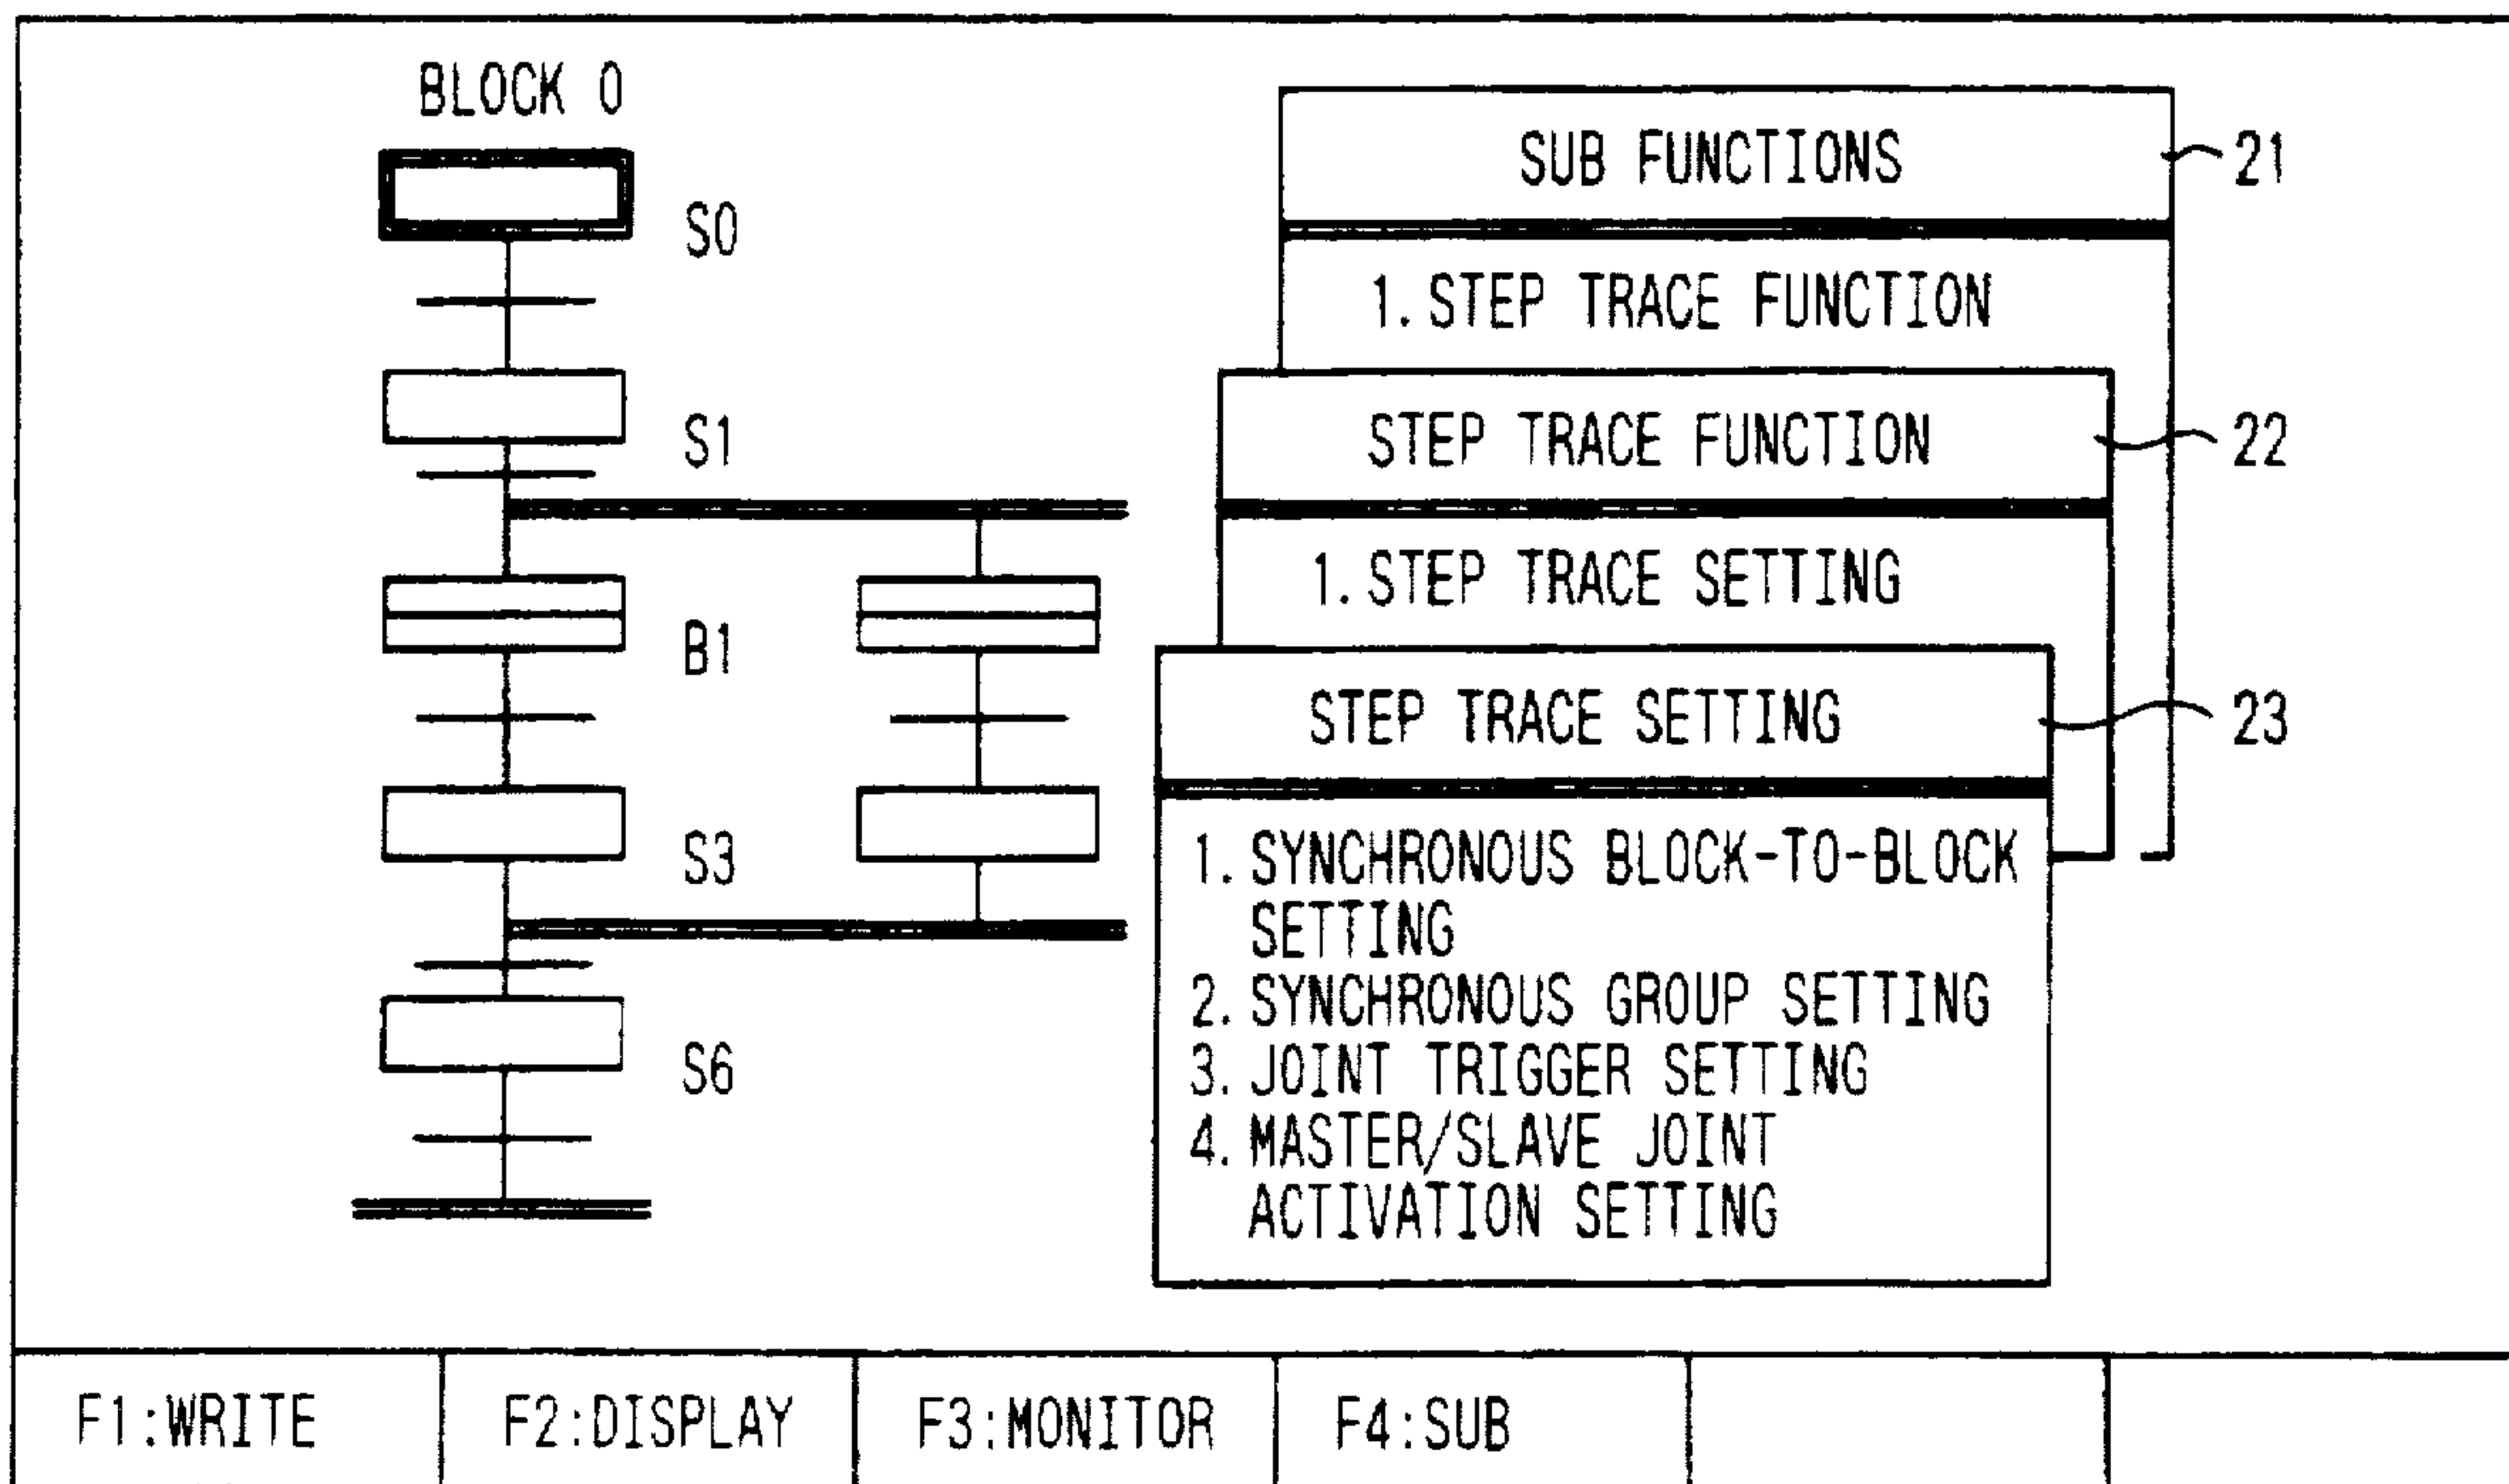 BLOCK 0
S0
S1
B1
S3
S6
SUB FUNCTIONS
21
1. STEP TRACE FUNCTION
STEP TRACE FUNCTION
22
1. STEP TRACE SETTING
STEP TRACE SETTING
23
1. SYNCHRONOUS BLOCK-TO-BLOCK
SETTING
2. SYNCHRONOUS GROUP SETTING
3. JOINT TRIGGER SETTING
4. MASTER/SLAVE JOINT
ACTIVATION SETTING
F1:WRITE
F2:DISPLAY
F3:MONITOR
F4:SUB